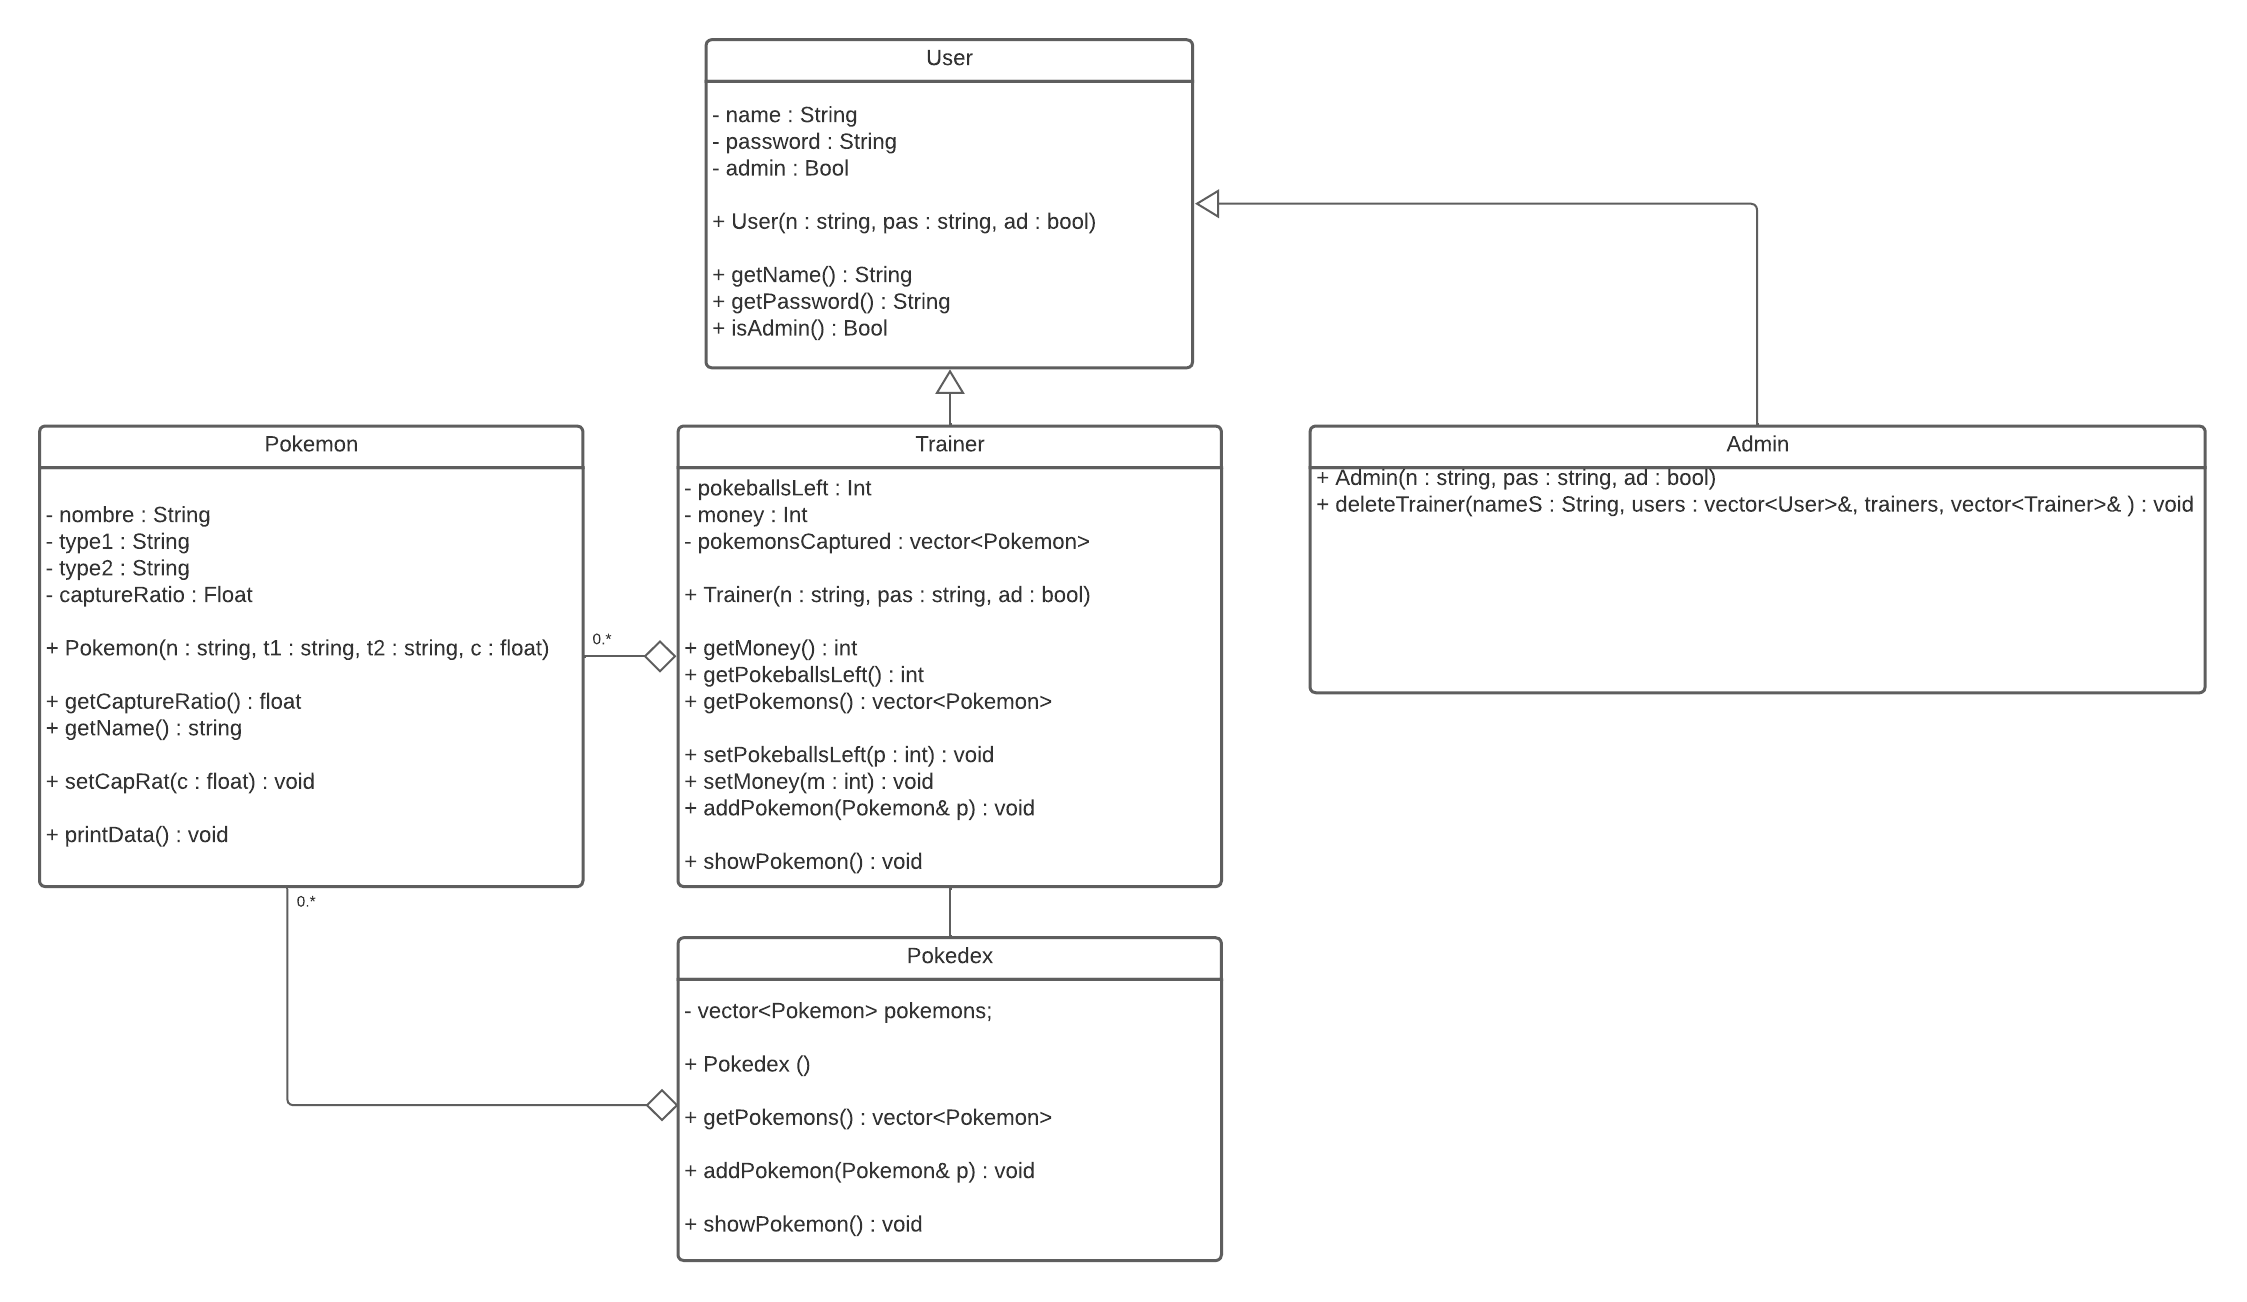 User
- name : String
- password : String
- admin : Bool
+ User(n : string, pas : string, ad : bool)
+ getName() : String
+ getPassword() : String
+ isAdmin() : Bool
Pokemon
- nombre : String
- type1 : String
- type2 : String
- captureRatio : Float
+ Pokemon(n : string, t1 : string, t2 : string, c : float)
+ getCaptureRatio() : float
+ getName() : string
+ setCapRat(c : float) : void
+ printData() : void
0.*
0.*
Trainer
- pokeballsLeft : Int
- money : Int
- pokemonsCaptured : vector<Pokemon>
+ Trainer(n : string, pas : string, ad : bool)
+ getMoney() : int
+ getPokeballsLeft() : int
+ getPokemons() : vector<Pokemon>
+ setPokeballsLeft(p : int) : void
+ setMoney(m : int) : void
+ addPokemon(Pokemon& p) : void
+ showPokemon() : void
Admin
+ Admin(n : string, pas : string, ad : bool)
+ deleteTrainer(nameS : String, users : vector<User>&, trainers, vector<Trainer>& ) : void
Pokedex
- vector<Pokemon> pokemons;
+ Pokedex ()
+ getPokemons() : vector<Pokemon>
+ addPokemon(Pokemon& p) : void
+ showPokemon() : void